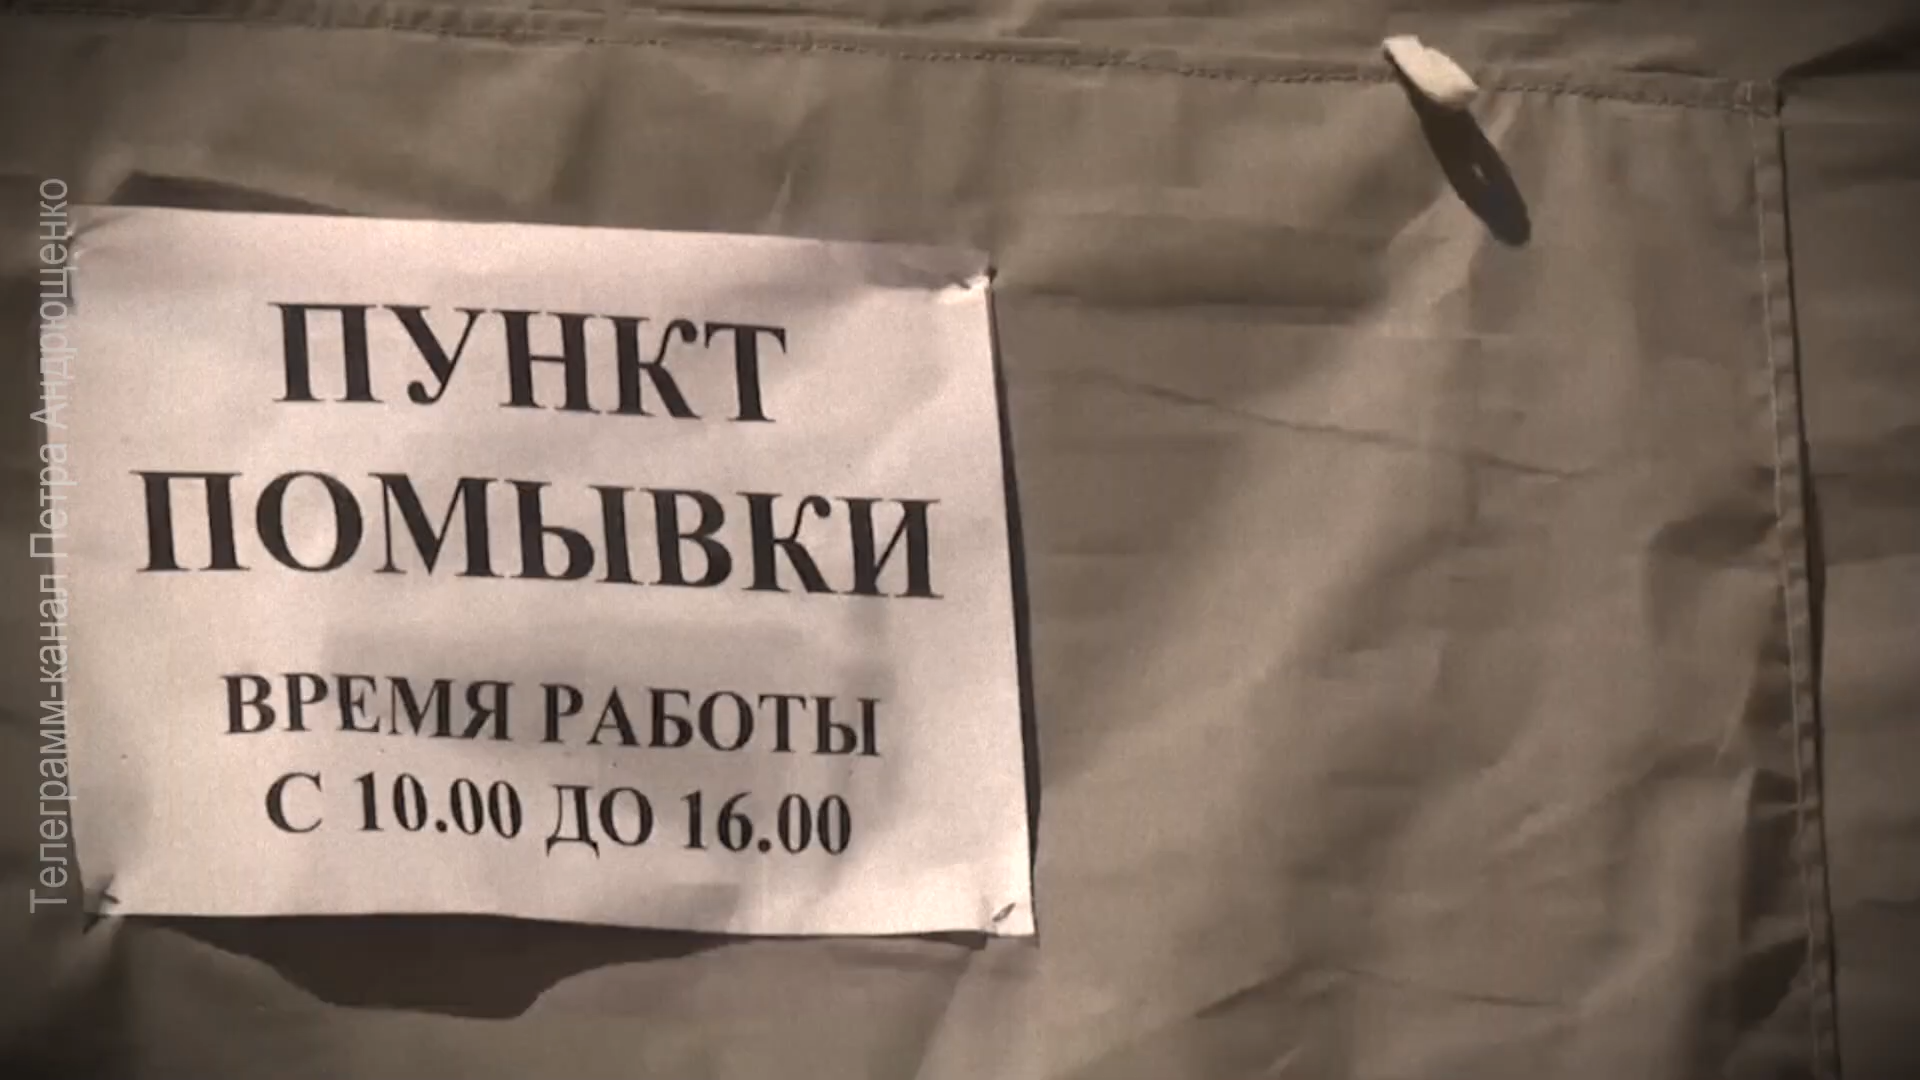 ПУНКТ
ПОМЫВКИ
ВРЕМЯ РАБОТЫ
С 10.00 ДО 16.00
Телеграмм-канал Петра Андрющенко